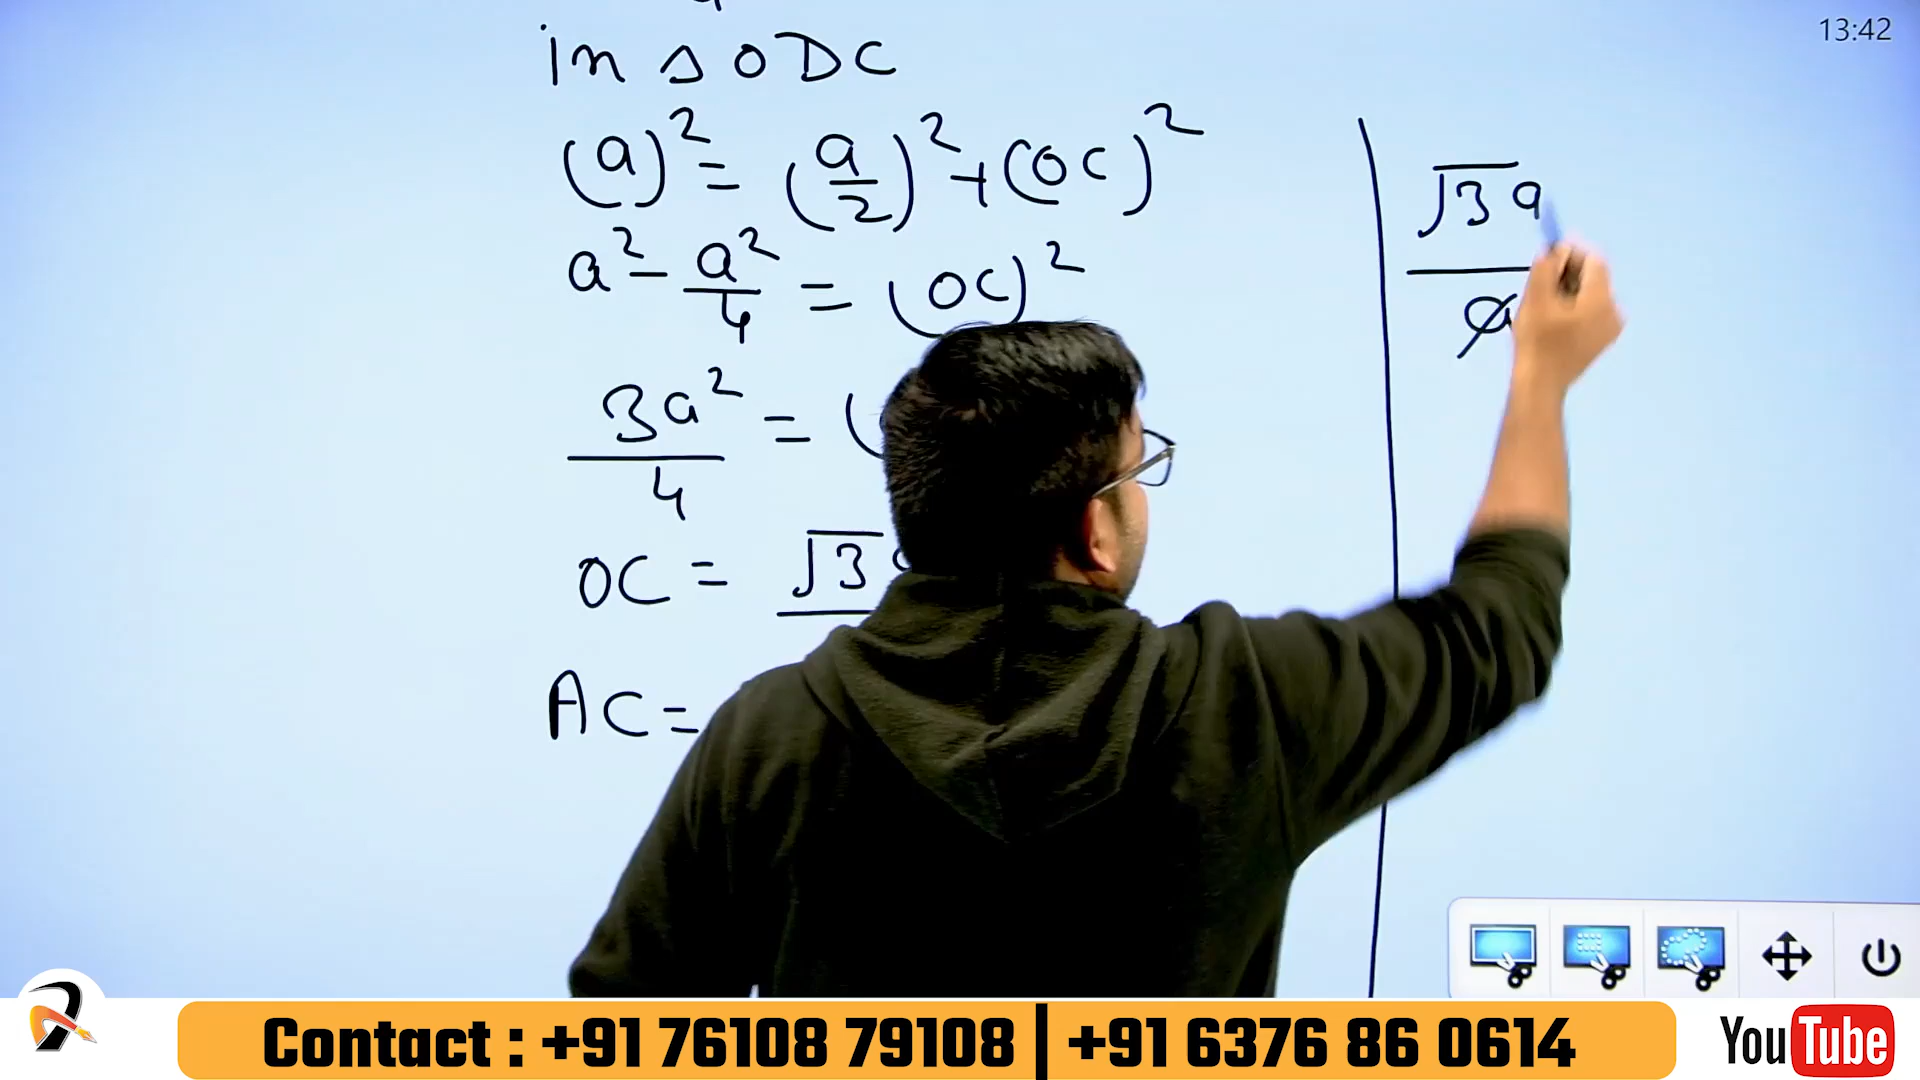 13:42
in △ ODC
(a)² = (a/2)² + (OC)²
a² - a²/4 = (OC)²
3a²/4 = (
OC = √3
AC =
√3 a
a
Contact : +91 76108 79108 | +91 6376 86 0614
YouTube